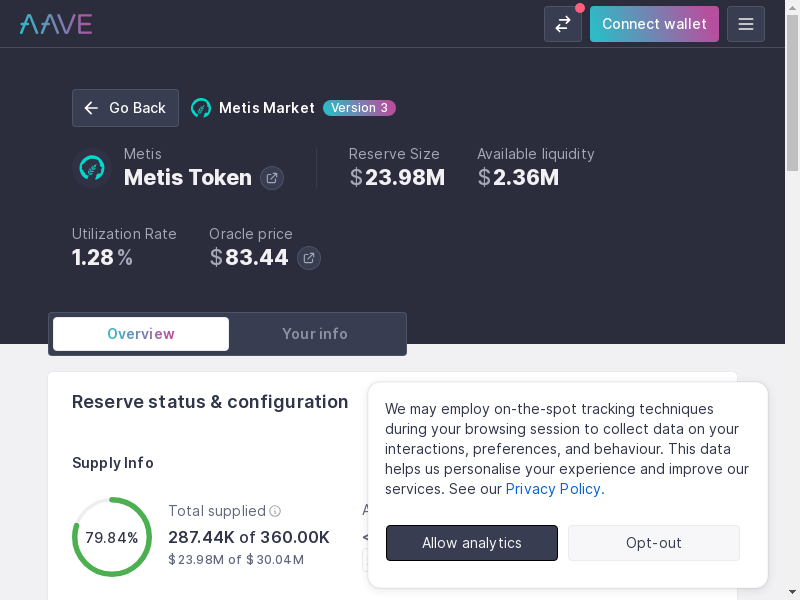 AAVE
Connect wallet
Go Back
Metis Market
Version 3
Metis
Metis Token
Reserve Size
$23.98M
Available liquidity
$2.36M
Utilization Rate
1.28%
Oracle price
$83.44
Overview
Your info
Reserve status & configuration
Supply Info
79.84%
Total supplied
287.44K of 360.00K
$23.98M of $30.04M
We may employ on-the-spot tracking techniques
during your browsing session to collect data on your
interactions, preferences, and behaviour. This data
helps us personalise your experience and improve our
services. See our Privacy Policy.
Allow analytics
Opt-out